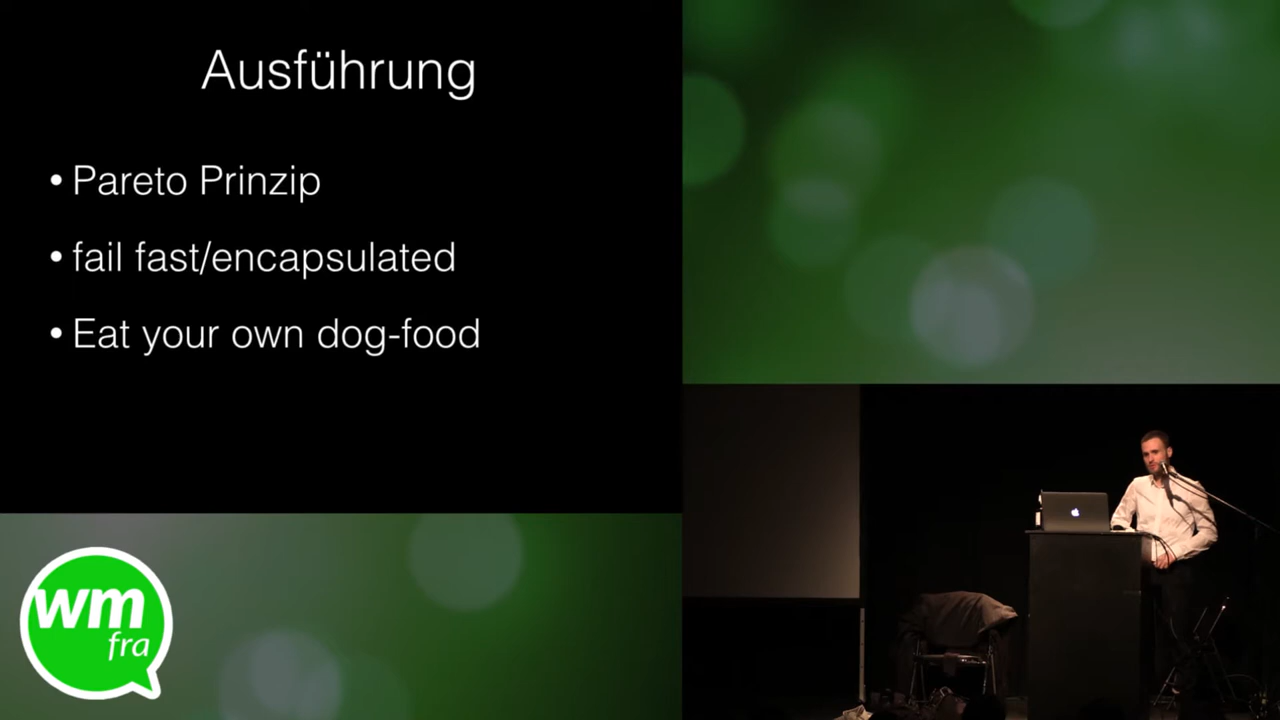 Ausführung
• Pareto Prinzip
• fail fast/encapsulated
• Eat your own dog-food
wm
fra